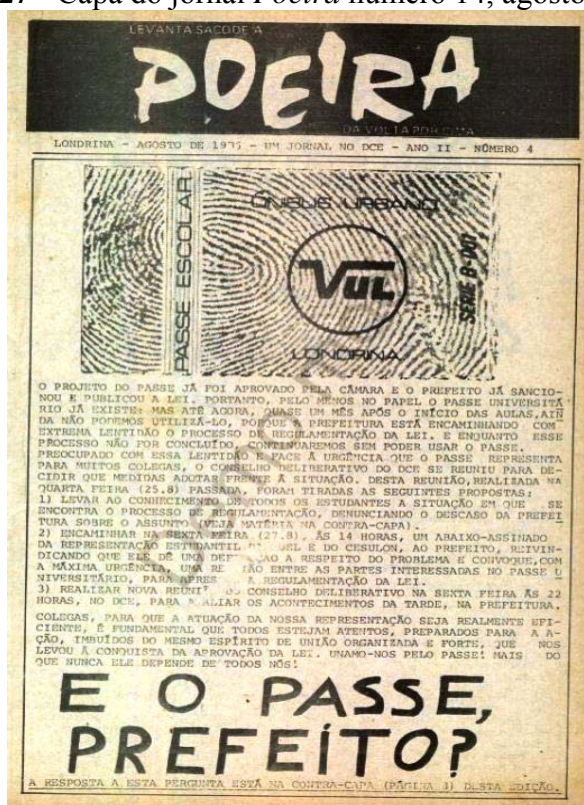 27 - Capa do jornal Poeira número 14, agosto
LEVANTA SACODE A
POEIRA
DA VOLTA POR CIMA
LONDRINA - AGOSTO DE 1976 - UM JORNAL NO DCE - ANO II - NÚMERO 4
PASSE ESCOLAR
ÔNIBUS URBANO
VUL
SERIE B-001
LONDRINA
O PROJETO DO PASSE JÁ FOI APROVADO PELA CÂMARA E O PREFEITO JÁ SANCIO-
NOU E PUBLICOU A LEI. PORTANTO, PELO MENOS NO PAPEL O PASSE UNIVERSITÁ
RIO JÁ EXISTE: MAS ATÉ AGORA, QUASE UM MÊS APÓS O INÍCIO DAS AULAS, AIN
DA NÃO PODEMOS UTILIZÁ-LO, PORQUE A PREFEITURA ESTÁ ENCAMINHANDO COM
EXTREMA LENTIDÃO O PROCESSO DE REGULAMENTAÇÃO DA LEI. E ENQUANTO ESSE
PROCESSO NÃO FOR CONCLUÍDO, CONTINUAREMOS SEM PODER USAR O PASSE.
PREOCUPADO COM ESSA LENTIDÃO E FACE À URGÊNCIA QUE O PASSE REPRESENTA
PARA MUITOS COLEGAS, O CONSELHO DELIBERATIVO DO DCE SE REUNIU PARA DE-
CIDIR QUE MEDIDAS ADOTAR FRENTE À SITUAÇÃO. DESTA REUNIÃO, REALIZADA NA
QUARTA FEIRA (25.8) PASSADA, FORAM TIRADAS AS SEGUINTES PROPOSTAS:
1) LEVAR AO CONHECIMENTO DE TODOS OS ESTUDANTES A SITUAÇÃO EM QUE SE
ENCONTRA O PROCESSO DE REGULAMENTAÇÃO, DENUNCIANDO O DESCASO DA PREFEI
TURA SOBRE O ASSUNTO (VEJA MATÉRIA NA CONTRA-CAPA).
2) ENCAMINHAR NA SEXTA FEIRA (27.8), ÀS 14 HORAS, UM ABAIXO-ASSINADO
DA REPRESENTAÇÃO ESTUDANTIL E DO CESULON, AO PREFEITO, REIVIN-
DICANDO QUE ELE DÊ UMA A RESPEITO DO PROBLEMA E CONVOQUE, COM
A MÁXIMA URGÊNCIA, UMA ENTRE AS PARTES INTERESSADAS NO PASSE U
NIVERSITÁRIO, PARA A REGULAMENTAÇÃO DA LEI.
3) REALIZAR NOVA CONSELHO DELIBERATIVO NA SEXTA FEIRA ÀS 22
HORAS, NO DCE, PARA OS ACONTECIMENTOS DA TARDE, NA PREFEITURA.
COLEGAS, PARA QUE A ATUAÇÃO DA NOSSA REPRESENTAÇÃO SEJA REALMENTE EFI-
CIENTE, É FUNDAMENTAL QUE TODOS ESTEJAM ATENTOS, PREPARADOS PARA A A-
ÇÃO, IMBUÍDOS DO MESMO ESPÍRITO DE UNIÃO ORGANIZADA E FORTE, QUE NOS
LEVOU À CONQUISTA DA APROVAÇÃO DA LEI. UNAMO-NOS PELO PASSE! MAIS DO
QUE NUNCA ELE DEPENDE DE TODOS NÓS!
E O PASSE,
PREFEITO?
A RESPOSTA A ESTA PERGUNTA ESTÁ NA CONTRA-CAPA (PÁGINA 3) DESTA EDIÇÃO.
Demo